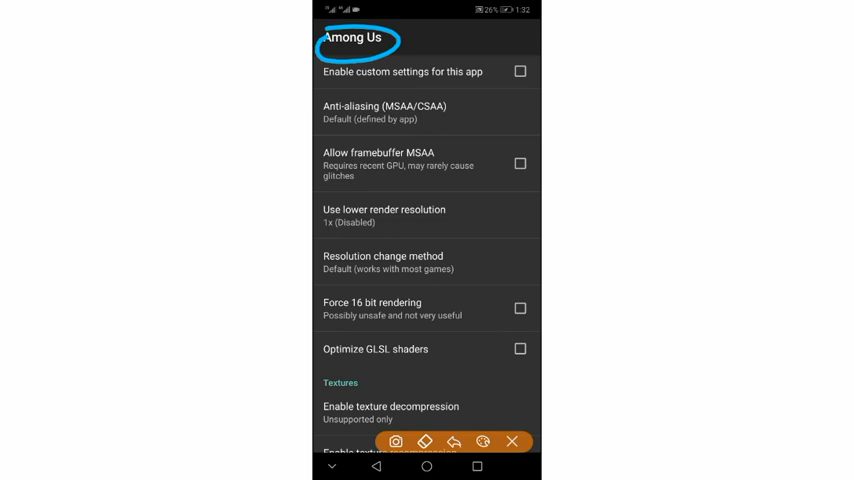 26% 1:32
Among Us
Enable custom settings for this app
Anti-aliasing (MSAA/CSAA)
Default (defined by app)
Allow framebuffer MSAA
Requires recent GPU, may rarely cause
glitches
Use lower render resolution
1x (Disabled)
Resolution change method
Default (works with most games)
Force 16 bit rendering
Possibly unsafe and not very useful
Optimize GLSL shaders
Textures
Enable texture decompression
Unsupported only
Enable texture recompression